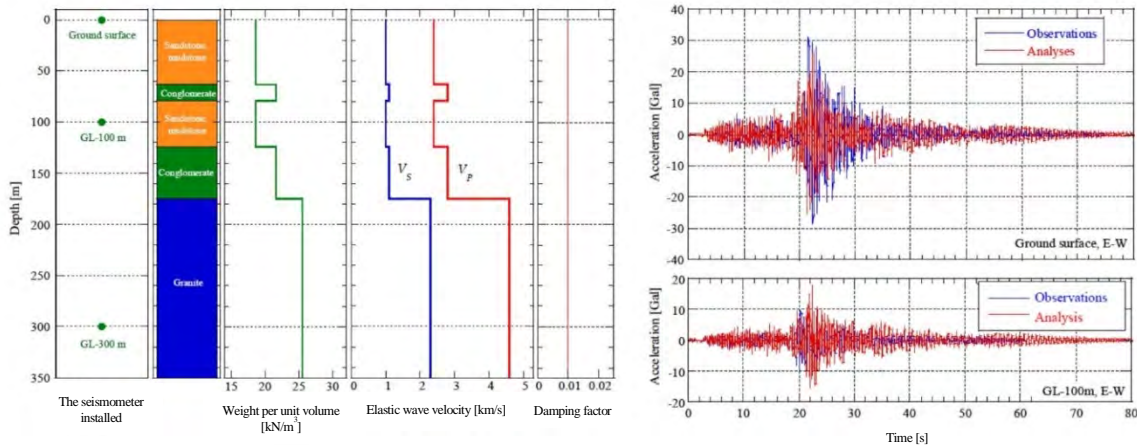 0
50
100
150
200
250
300
350
Depth [m]
Ground surface
GL-100 m
GL-300 m
The seismometer
installed
Sandstone,
mudstone
Conglomerate
Sandstone,
mudstone
Conglomerate
Granite
15 20 25 30
Weight per unit volume
[kN/m³]
V_S
V_P
0 1 2 3 4 5
Elastic wave velocity [km/s]
0 0.01 0.02
Damping factor
40
30
20
10
0
-10
-20
-30
-40
Acceleration [Gal]
Observations
Analyses
Ground surface, E-W
20
10
0
-10
-20
Acceleration [Gal]
Observations
Analysis
GL-100m, E-W
0 10 20 30 40 50 60 70 80
Time [s]